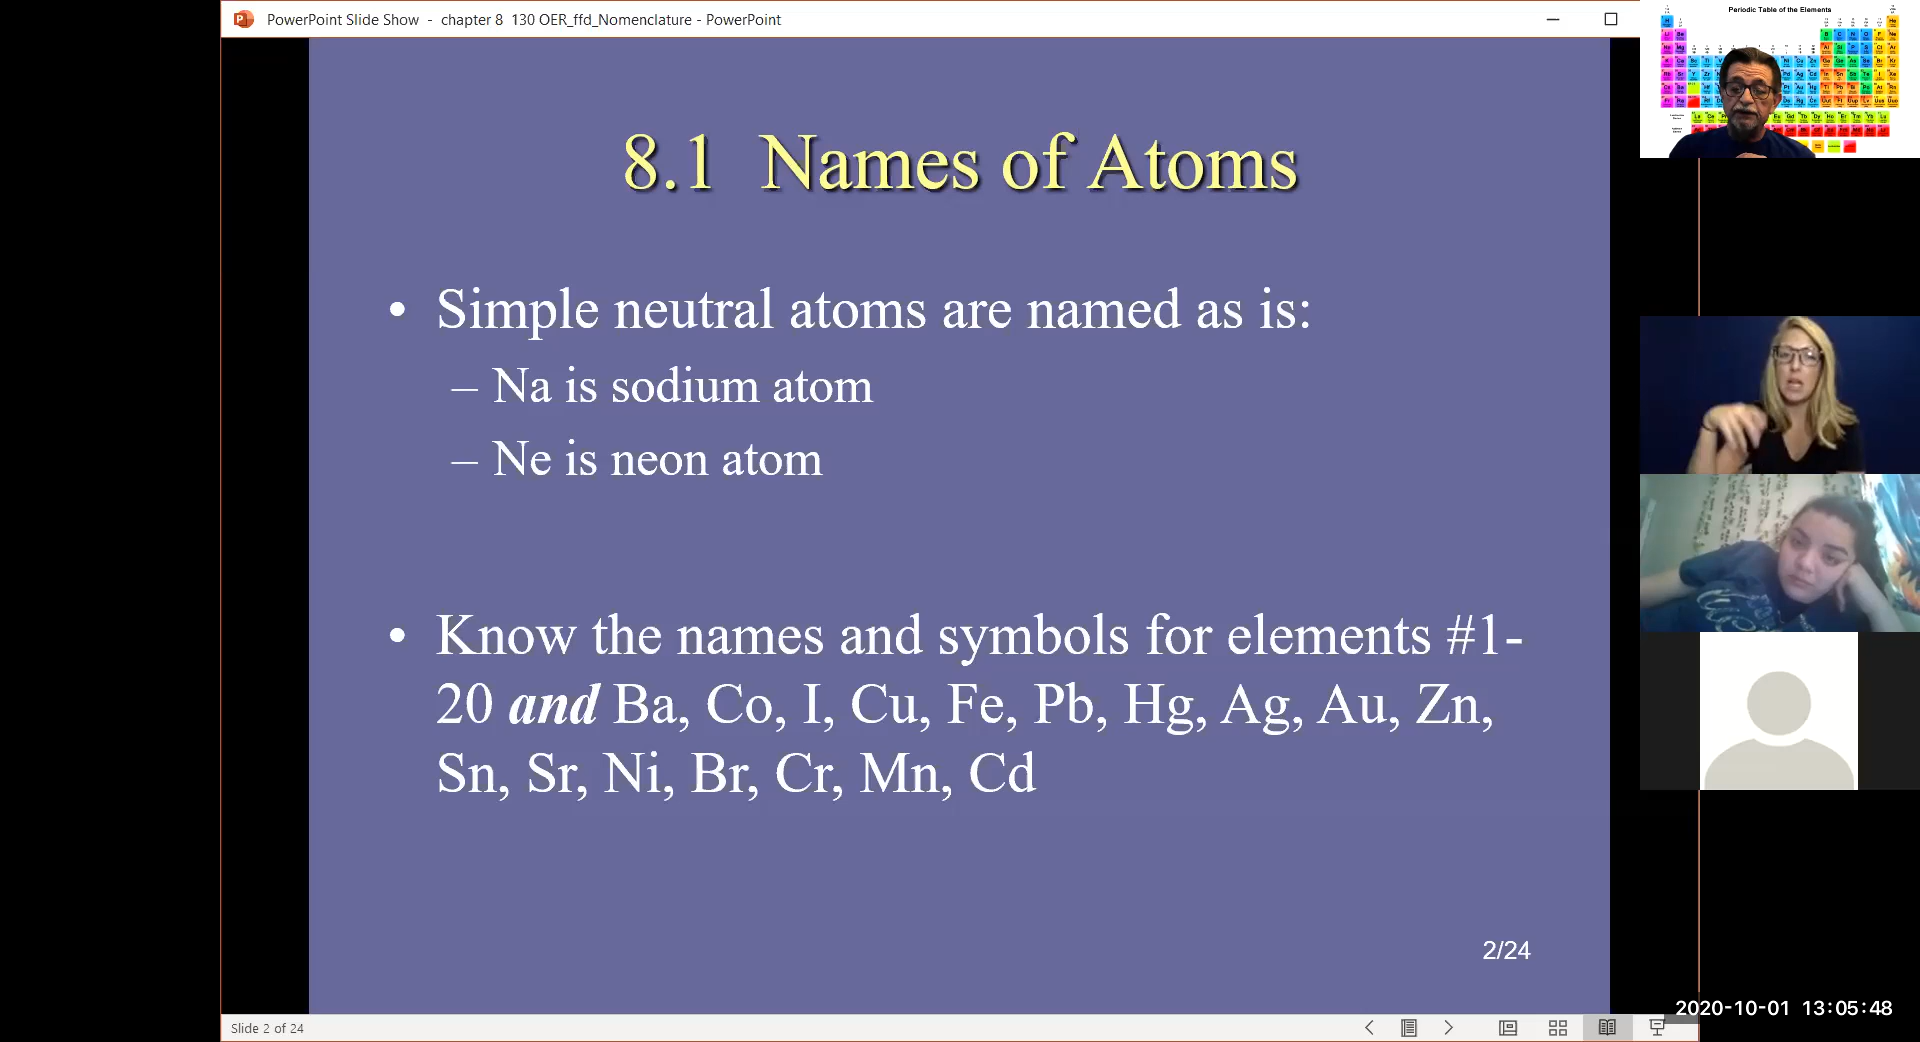 PowerPoint Slide Show - chapter 8 130 OER_ffd_Nomenclature - PowerPoint
Periodic Table of the Elements
8.1 Names of Atoms
• Simple neutral atoms are named as is:
– Na is sodium atom
– Ne is neon atom
• Know the names and symbols for elements #1-
20 and Ba, Co, I, Cu, Fe, Pb, Hg, Ag, Au, Zn,
Sn, Sr, Ni, Br, Cr, Mn, Cd
2/24
2020-10-01 13:05:48
Slide 2 of 24